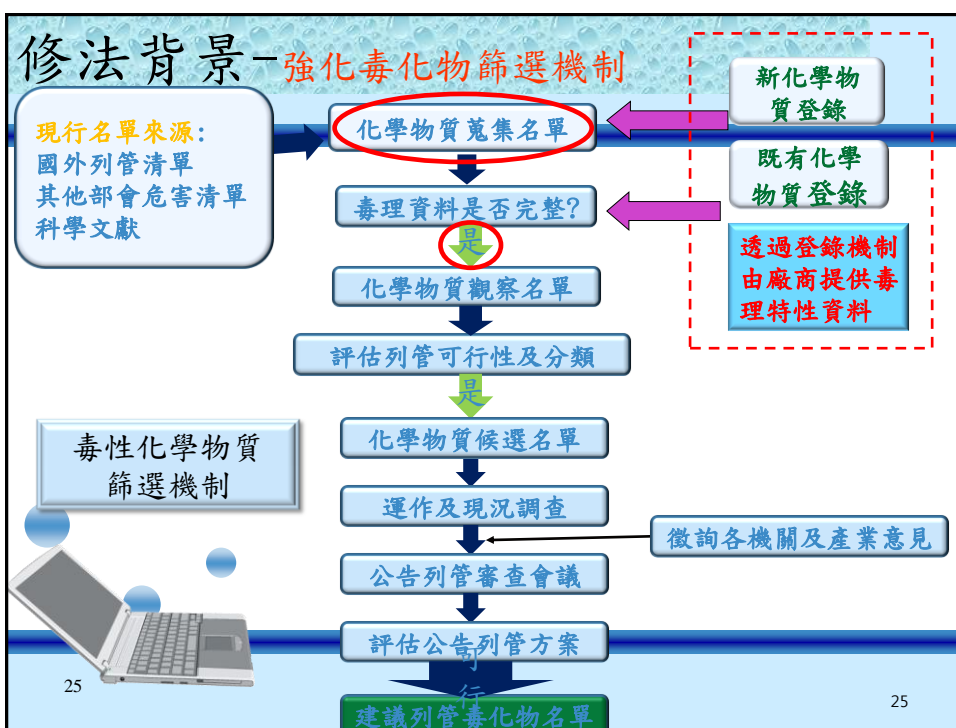 修法背景-強化毒化物篩選機制
現行名單來源:
國外列管清單
其他部會危害清單
科學文獻
化學物質蒐集名單
新化學物
質登錄
既有化學
物質登錄
透過登錄機制
由廠商提供毒
理特性資料
毒理資料是否完整?
是
化學物質觀察名單
評估列管可行性及分類
是
化學物質候選名單
毒性化學物質
篩選機制
運作及現況調查
徵詢各機關及產業意見
公告列管審查會議
評估公告列管方案
可
行
建議列管毒化物名單
25
25